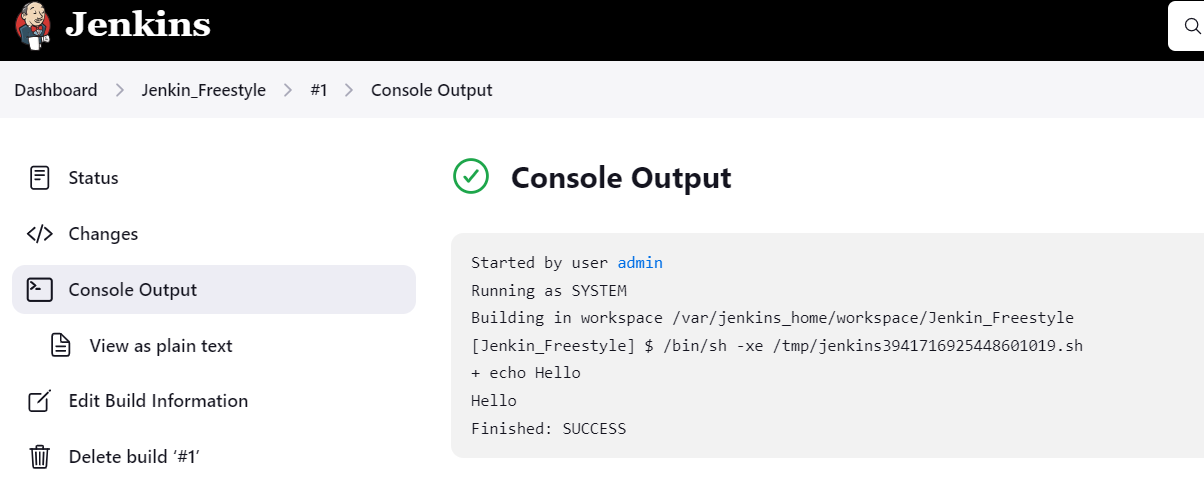 Jenkins
Dashboard
Jenkin_Freestyle
#1
Console Output
Status
Changes
Console Output
View as plain text
Edit Build Information
Delete build ‘#1’
Console Output
Started by user admin
Running as SYSTEM
Building in workspace /var/jenkins_home/workspace/Jenkin_Freestyle
[Jenkin_Freestyle] $ /bin/sh -xe /tmp/jenkins3941716925448601019.sh
+ echo Hello
Hello
Finished: SUCCESS